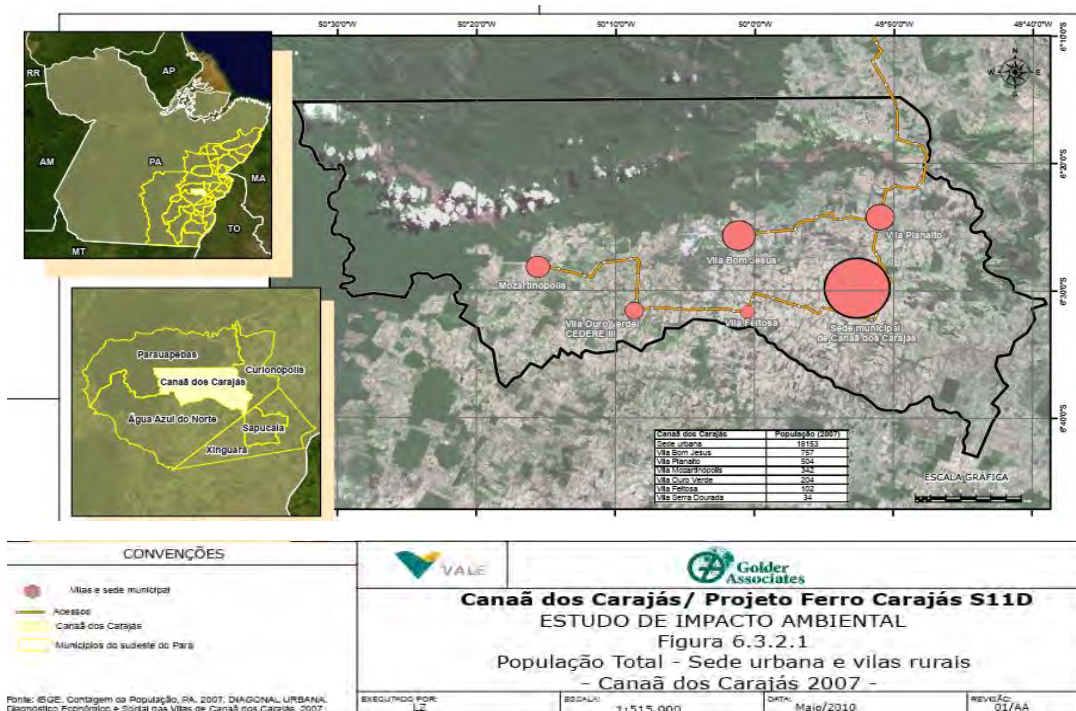 50°30'0"W 50°20'0"W 50°10'0"W 50°0'0"W 49°50'0"W 49°40'0"W
6°10'0"S
6°20'0"S
6°30'0"S
6°40'0"S
N
W E
S
RR
AP
AM
PA
MA
TO
MT
Parauapebas
Curionópolis
Canaã dos Carajás
Água Azul do Norte
Sapucaia
Xinguara
Vila Planalto
Vila Bom Jesus
Mozartinópolis
Vila Ouro Verde/
CEDERE III
Vila Feitosa
Sede municipal
de Canaã dos Carajás
Canaã dos Carajás População (2007)
Sede urbana 18153
Vila Bom Jesus 757
Vila Planalto 504
Vila Mozartinópolis 342
Vila Ouro Verde 204
Vila Feitosa 102
Vila Serra Dourada 34
ESCALA GRÁFICA
CONVENÇÕES
Vilas e sede municipal
Acessos
Canaã dos Carajás
Municípios do sudeste do Pará
VALE
Golder
Associates
Canaã dos Carajás/ Projeto Ferro Carajás S11D
ESTUDO DE IMPACTO AMBIENTAL
Figura 6.3.2.1
População Total - Sede urbana e vilas rurais
- Canaã dos Carajás 2007 -
Fonte: IBGE, Contagem da População, PA, 2007. DIAGONAL URBANA.
Diagnóstico Econômico e Social das Vilas de Canaã dos Carajás, 2007.
EXECUTADO POR:
LZ
ESCALA:
1:515.000
DATA:
Maio/2010
REVISÃO:
01/AA